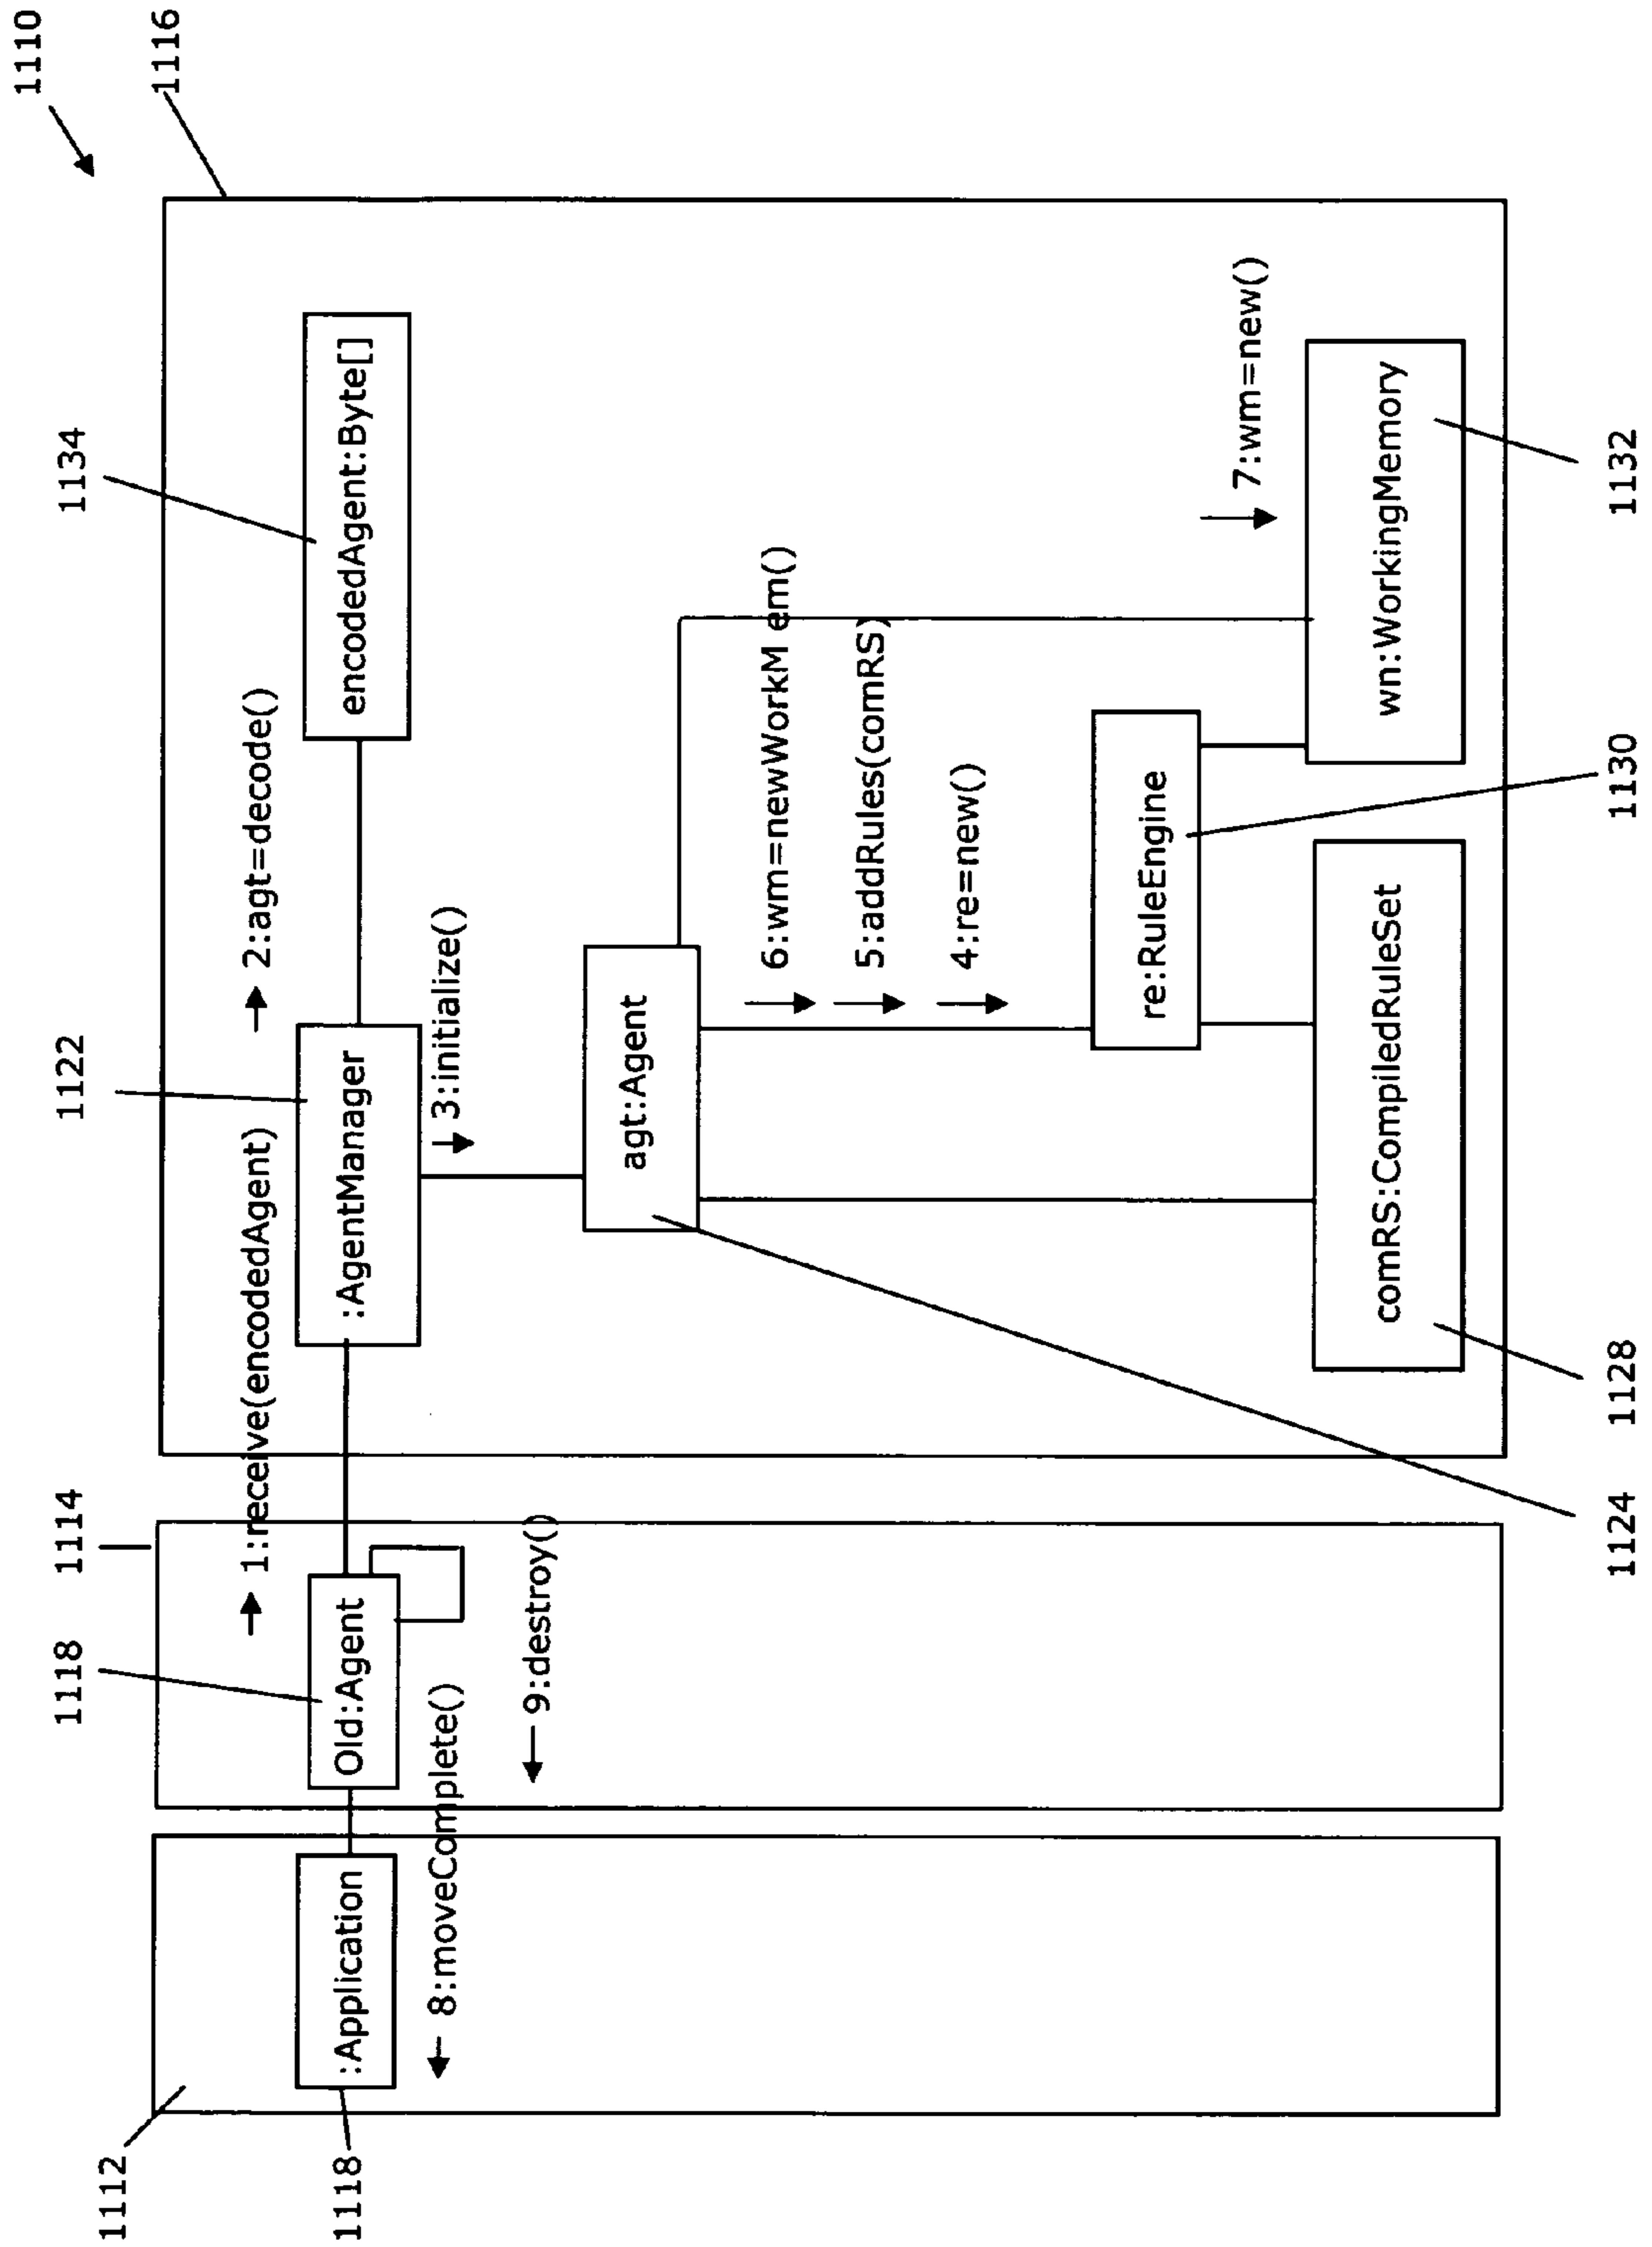 1110
1116
1134
1122
1114
1118
1112
1118
→ 1:receive(encodedAgent)
→ 2:agt=decode()
:Application
Old:Agent
:AgentManager
encodedAgent:Byte[]
← 8:moveComplete()
3:initialize()
← 9:destroy()
agt:Agent
6:wm=newWorkM em()
5:addRules(comRS)
4:re=new()
re:RuleEngine
7:wm=new()
comRS:CompiledRuleSet
wn:WorkingMemory
1124
1128
1130
1132